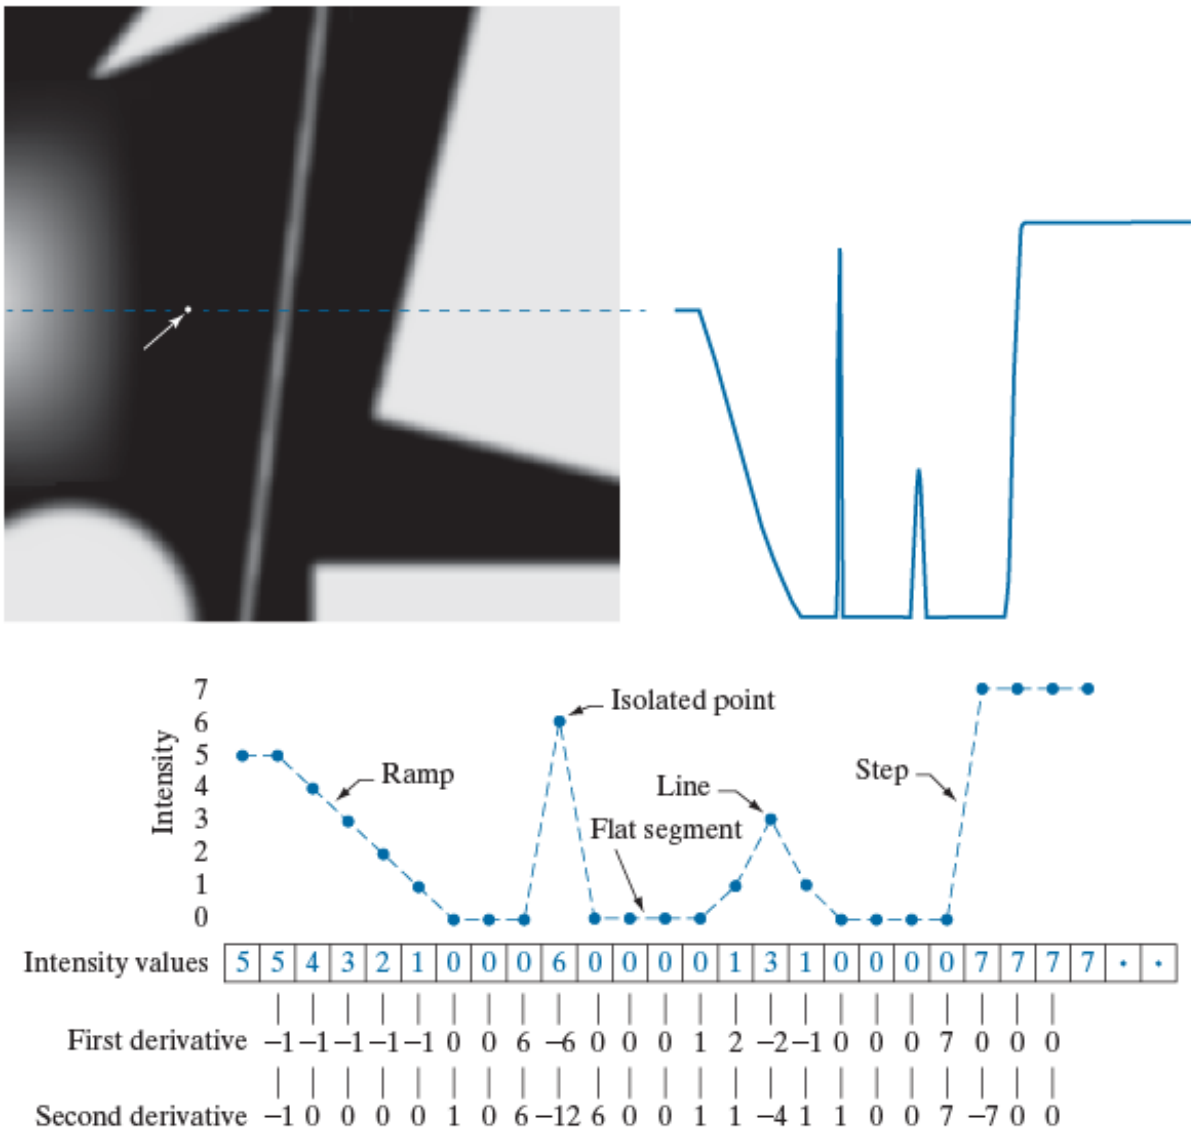 7
6 Isolated point
5
4 Ramp
Step
3 Line
Flat segment
2
1
0
Intensity
Intensity values 5 5 4 3 2 1 0 0 0 6 0 0 0 0 1 3 1 0 0 0 0 7 7 7 7 • •
First derivative −1 −1 −1 −1 −1 0 0 6 −6 0 0 0 1 2 −2 −1 0 0 0 7 0 0 0
Second derivative −1 0 0 0 0 1 0 6 −12 6 0 0 1 1 −4 1 1 0 0 7 −7 0 0